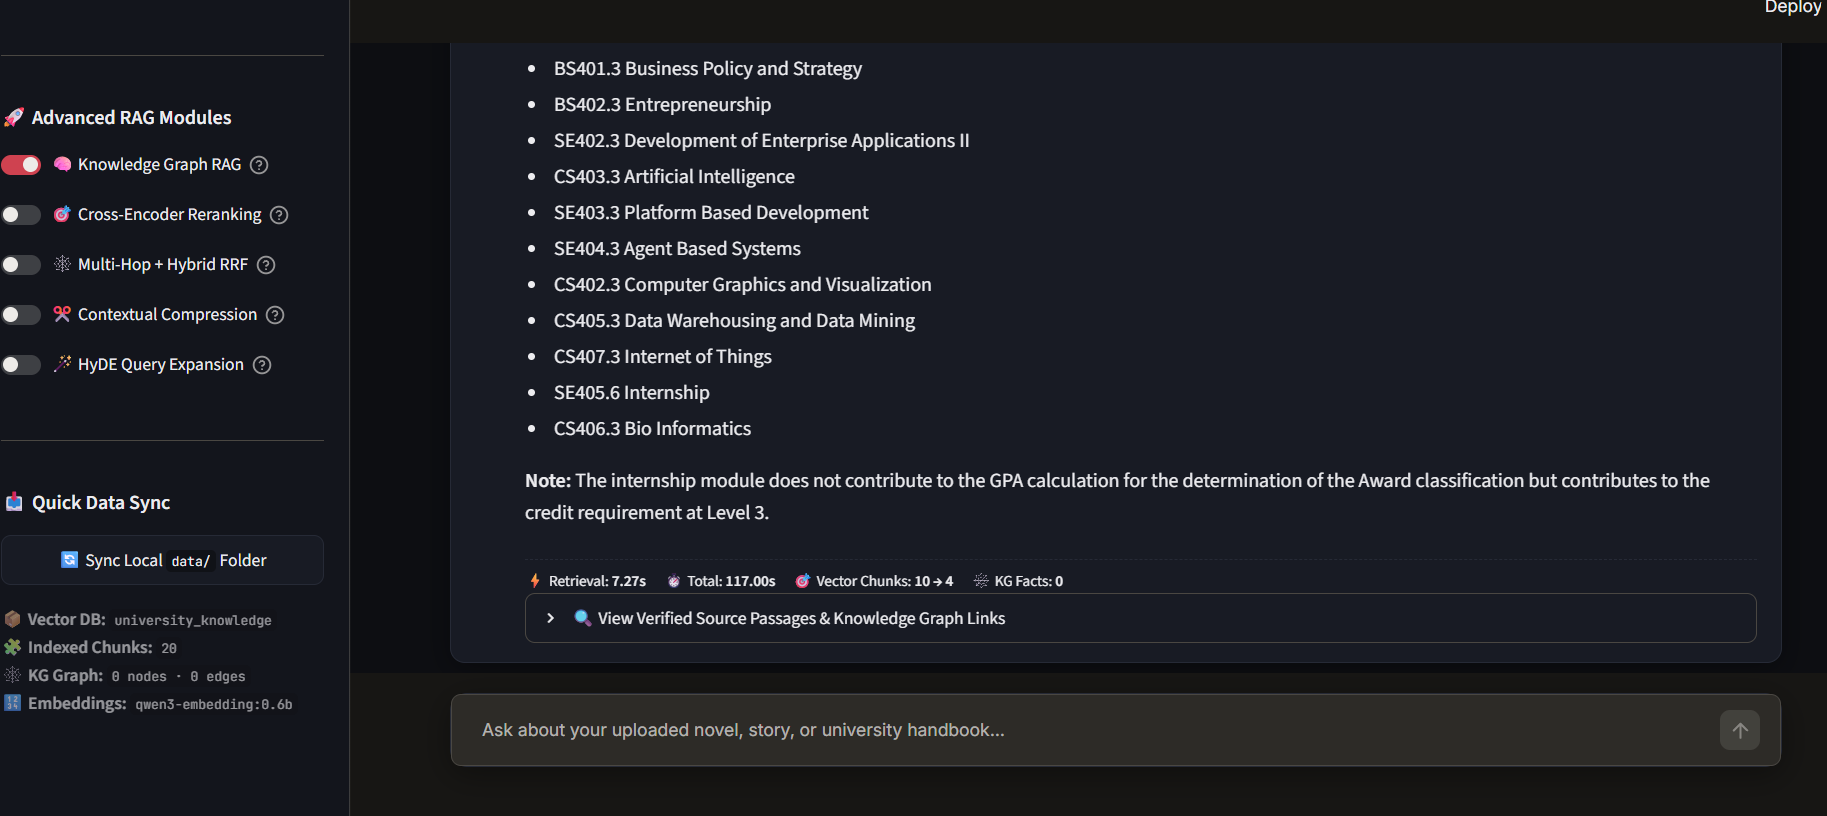 Deploy
🚀 Advanced RAG Modules
🧠 Knowledge Graph RAG ?
🎯 Cross-Encoder Reranking ?
🕸 Multi-Hop + Hybrid RRF ?
✂️ Contextual Compression ?
🪄 HyDE Query Expansion ?
📥 Quick Data Sync
🔄 Sync Local data/ Folder
📦 Vector DB: university_knowledge
🧩 Indexed Chunks: 20
🕸 KG Graph: 0 nodes · 0 edges
🔢 Embeddings: qwen3-embedding:0.6b
• BS401.3 Business Policy and Strategy
• BS402.3 Entrepreneurship
• SE402.3 Development of Enterprise Applications II
• CS403.3 Artificial Intelligence
• SE403.3 Platform Based Development
• SE404.3 Agent Based Systems
• CS402.3 Computer Graphics and Visualization
• CS405.3 Data Warehousing and Data Mining
• CS407.3 Internet of Things
• SE405.6 Internship
• CS406.3 Bio Informatics
Note: The internship module does not contribute to the GPA calculation for the determination of the Award classification but contributes to the
credit requirement at Level 3.
⚡ Retrieval: 7.27s ⏱ Total: 117.00s 🎯 Vector Chunks: 10 → 4 🕸 KG Facts: 0
› 🔍 View Verified Source Passages & Knowledge Graph Links
Ask about your uploaded novel, story, or university handbook...